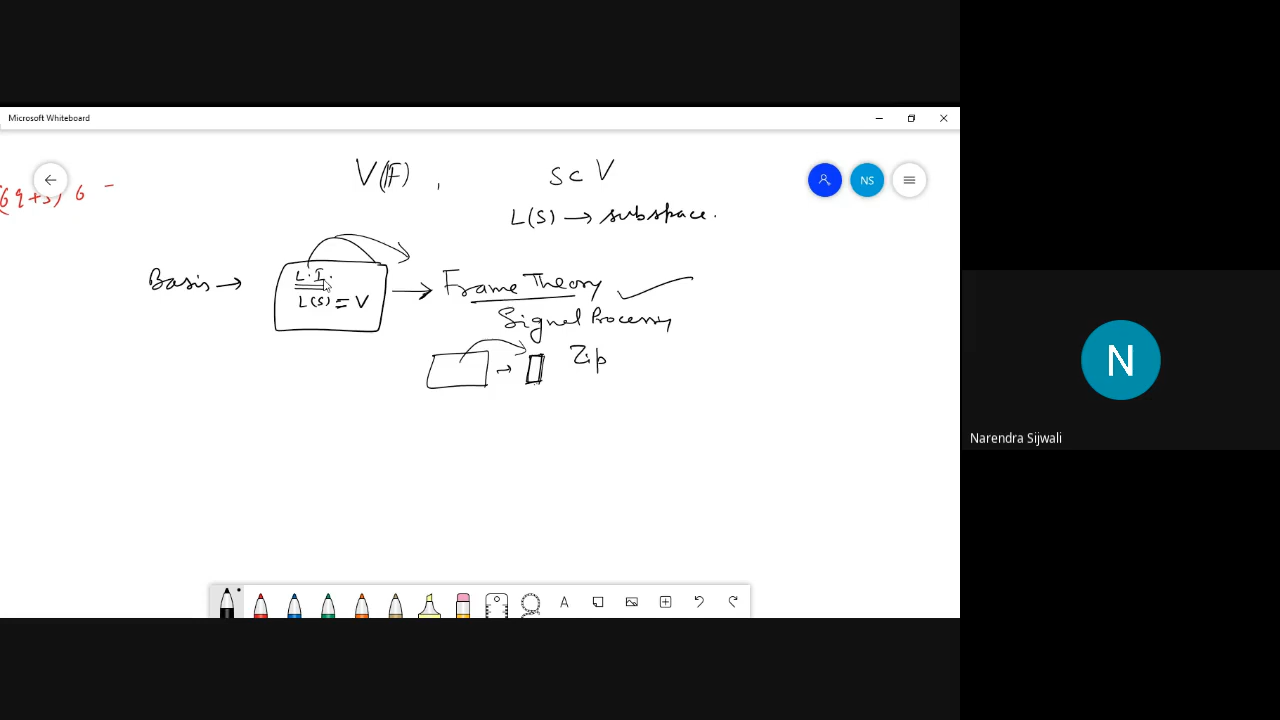 Microsoft Whiteboard
V(F) , S ⊂ V
L(S) → subspace.
NS
Basis → L.I. → Frame Theory
L(S) = V
Signal Processing
→ Zip
N
Narendra Sijwali
A